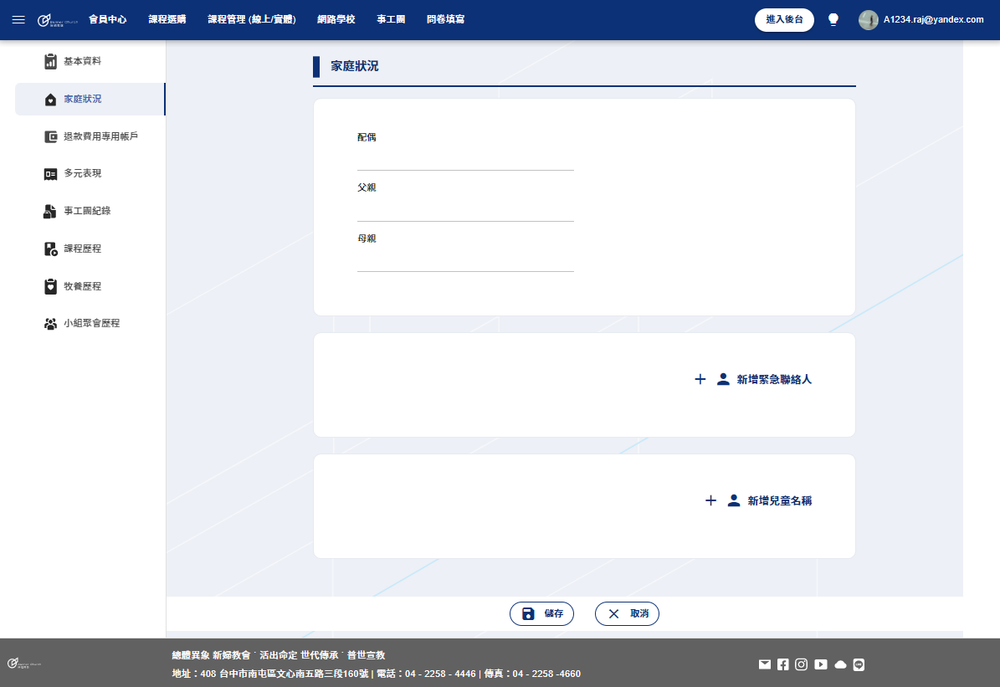 會員中心 課程選購 課程管理 (線上/實體) 網路學校 事工團 問卷填寫 進入後台 A1234.raj@yandex.com
基本資料
家庭狀況
退款費用專用帳戶
多元表現
事工團紀錄
課程歷程
牧養歷程
小組聚會歷程
家庭狀況
配偶
父親
母親
新增緊急聯絡人
新增兒童名稱
儲存 取消
總體異象 新婦教會˙活出命定 世代傳承˙普世宣教
地址：408 台中市南屯區文心南五路三段160號 | 電話：04 - 2258 - 4446 | 傳真：04 - 2258 -4660